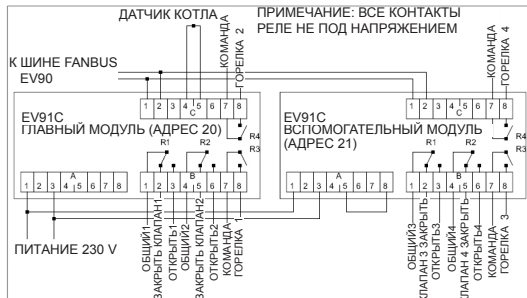 ДАТЧИК КОТЛА
КОМАНДА
ГОРЕЛКА 2
ПРИМЕЧАНИЕ: ВСЕ КОНТАКТЫ
РЕЛЕ НЕ ПОД НАПРЯЖЕНИЕМ
КОМАНДА
ГОРЕЛКА 4
К ШИНЕ FANBUS
EV90
1 2 3 4 5 6 7 8
C
1 2 3 4 5 6 7 8
C
EV91C
ГЛАВНЫЙ МОДУЛЬ (АДРЕС 20)
R1
R2
R4
R3
EV91C
ВСПОМОГАТЕЛЬНЫЙ МОДУЛЬ
(АДРЕС 21)
R1
R2
R4
R3
A
1 2 3 4 5 6 7 8
B
1 2 3 4 5 6 7 8
A
1 2 3 4 5 6 7 8
B
1 2 3 4 5 6 7 8
ПИТАНИЕ 230 V
ОБЩИЙ1
ЗАКРЫТЬ КЛАПАН1
ОТКРЫТЬ1
ОБЩИЙ2
ЗАКРЫТЬ КЛАПАН2
ОТКРЫТЬ2
КОМАНДА
ГОРЕЛКА 1
ОБЩИЙ3
КЛАПАН 3 ЗАКРЫТЬ
ОТКРЫТЬ3
ОБЩИЙ4
КЛАПАН 4 ЗАКРЫТЬ
ОТКРЫТЬ4
КОМАНДА
ГОРЕЛКА 3